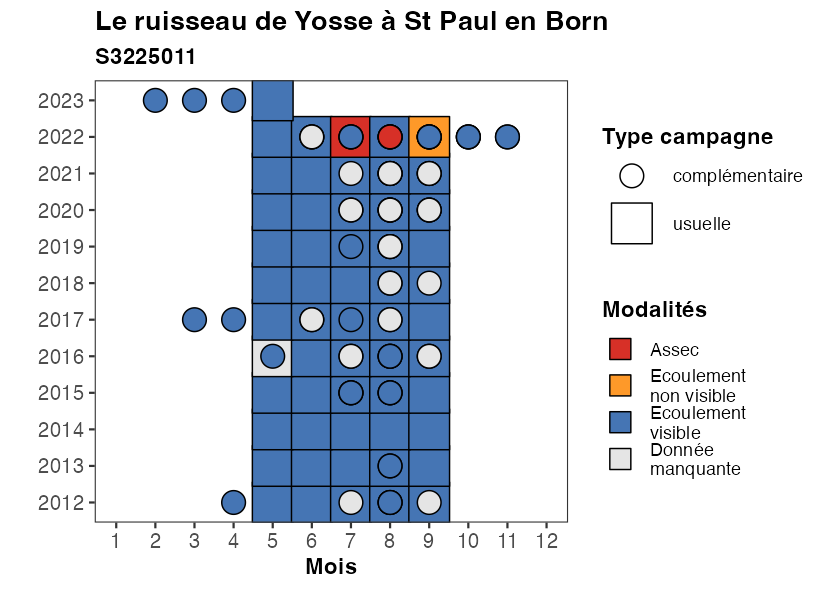 Le ruisseau de Yosse à St Paul en Born
S3225011
2023
2022
2021
2020
2019
2018
2017
2016
2015
2014
2013
2012
1 2 3 4 5 6 7 8 9 10 11 12
Mois
Type campagne
complémentaire
usuelle
Modalités
Assec
Ecoulement
non visible
Ecoulement
visible
Donnée
manquante